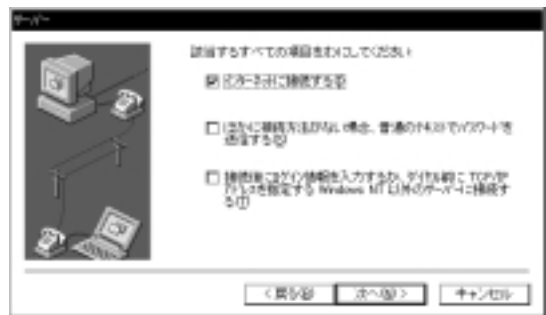 サーバー
該当するすべての項目をオンにしてください
インターネットに接続する(I)
ほかに接続方法がない場合、普通のテキストでパスワードを
送信する(P)
接続後にログイン情報を入力するか、ダイヤル前に TCP/IP
アドレスを指定する Windows NT 以外のサーバーに接続す
る(T)
< 戻る(B)
次へ(N) >
キャンセル